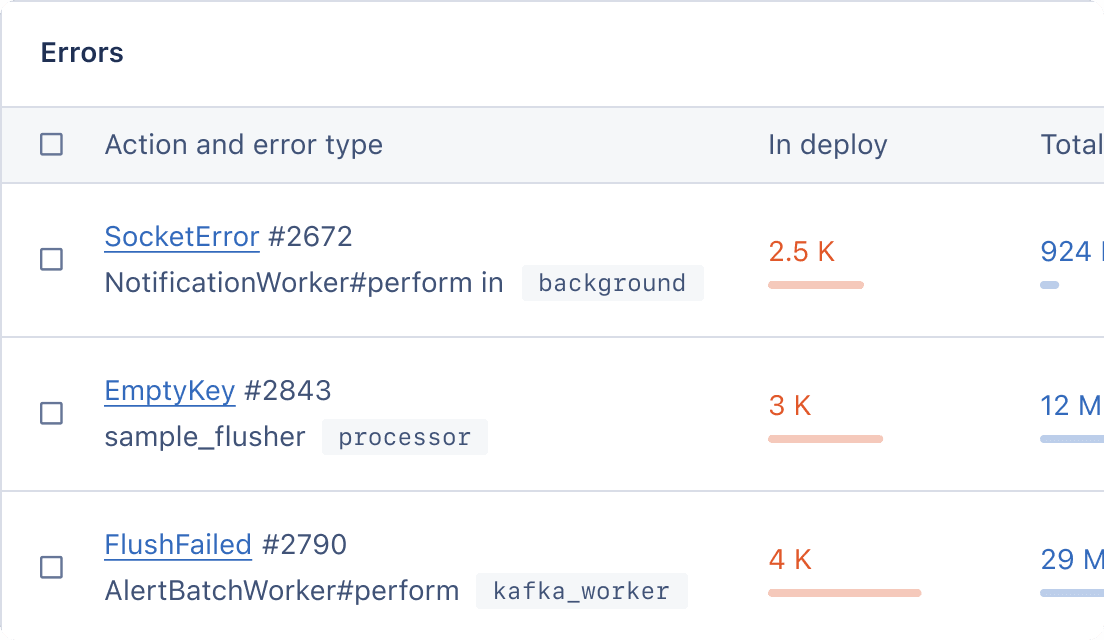 Errors
Action and error type In deploy Total
SocketError #2672
NotificationWorker#perform in background 2.5 K 924
EmptyKey #2843
sample_flusher processor 3 K 12 M
FlushFailed #2790
AlertBatchWorker#perform kafka_worker 4 K 29 M